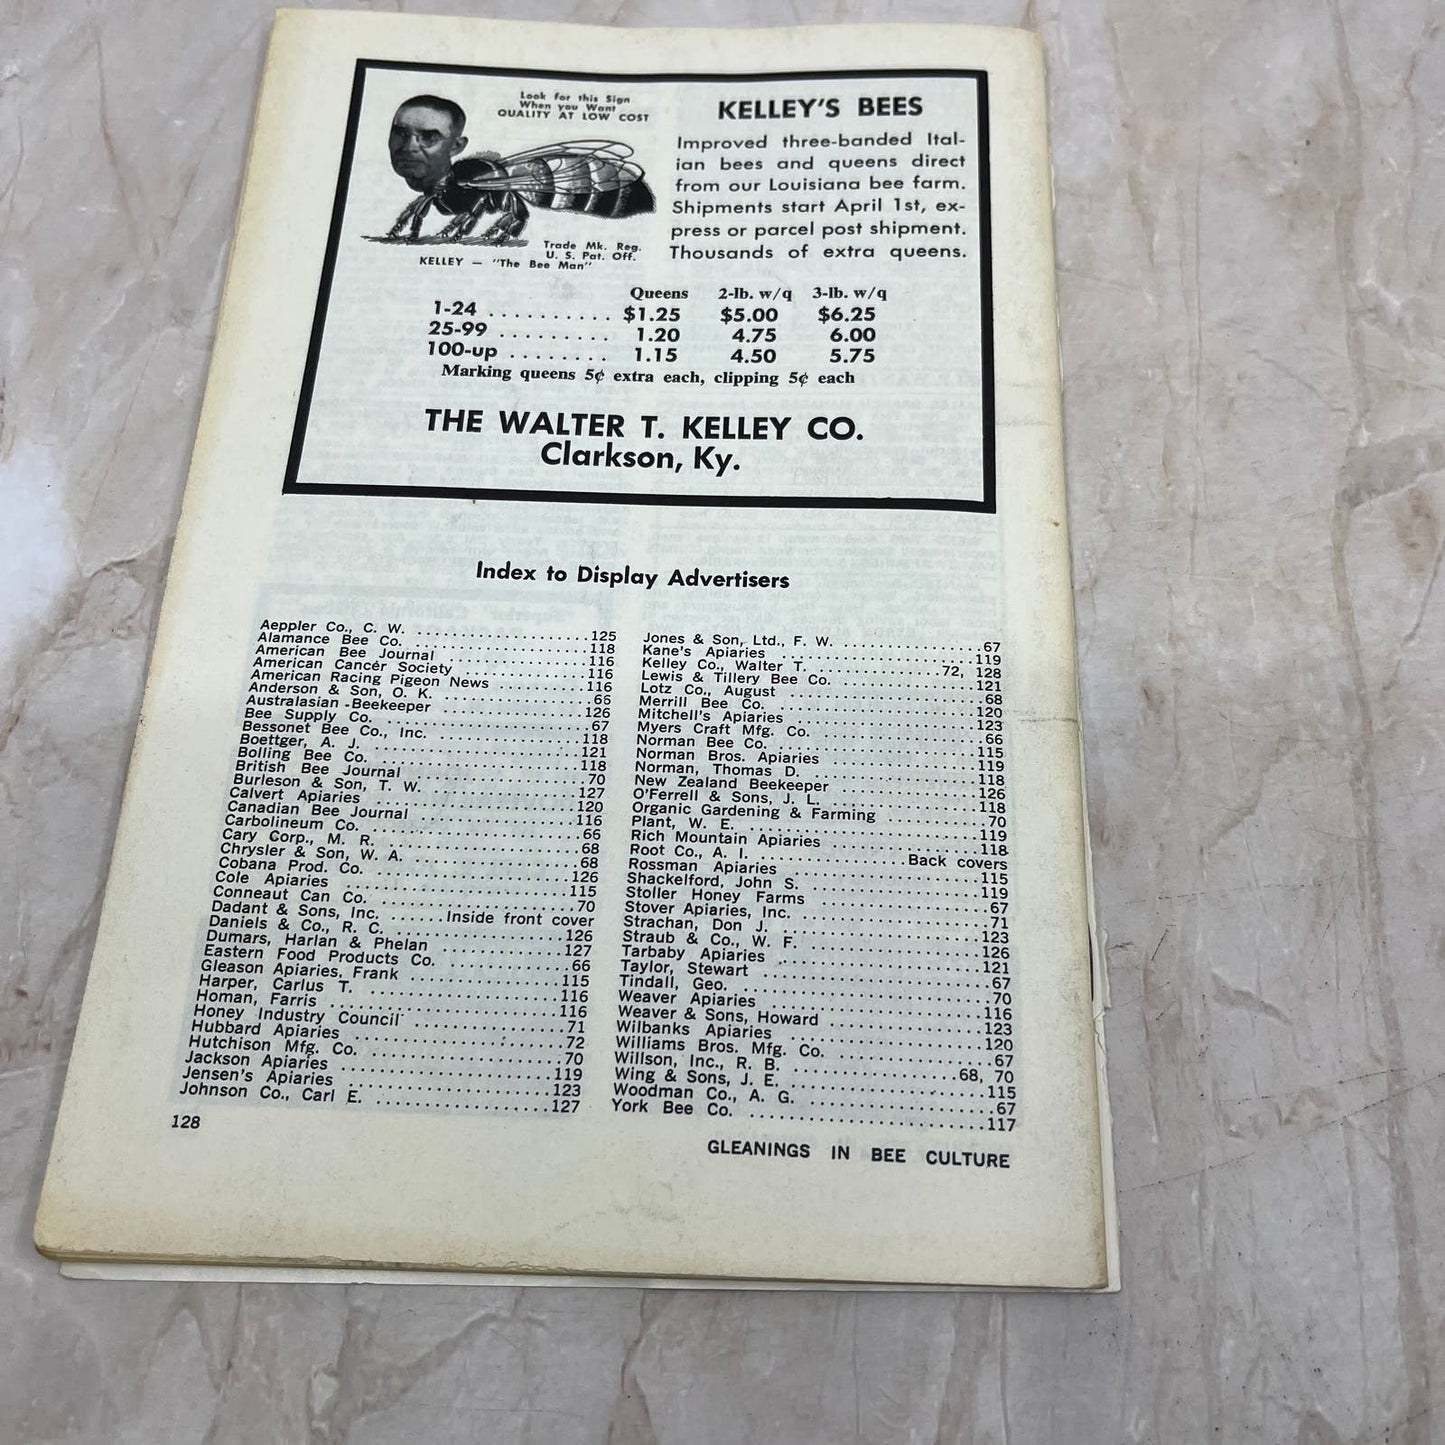 Look for this Sign
When you Want
QUALITY AT LOW COST
Trade Mk. Reg.
U. S. Pat. Off.
KELLEY — "The Bee Man"
KELLEY'S BEES
Improved three-banded Ital-
ian bees and queens direct
from our Louisiana bee farm.
Shipments start April 1st, ex-
press or parcel post shipment.
Thousands of extra queens.
Queens 2-lb. w/q 3-lb. w/q
1-24 . . . . . . . . . . $1.25 $5.00 $6.25
25-99 . . . . . . . . . 1.20 4.75 6.00
100-up . . . . . . . . 1.15 4.50 5.75
Marking queens 5¢ extra each, clipping 5¢ each
THE WALTER T. KELLEY CO.
Clarkson, Ky.
Index to Display Advertisers
Aeppler Co., C. W. .....................125
Alamance Bee Co. .......................118
American Bee Journal ...................116
American Cancér Society ................116
American Racing Pigeon News ..........116
Anderson & Son, O. K. ...................66
Australasian -Beekeeper ................126
Bee Supply Co. ..........................67
Bessonet Bee Co., Inc. ..................118
Boettger, A. J. .........................121
Bolling Bee Co. .........................118
British Bee Journal .....................70
Burleson & Son, T. W. ..................127
Calvert Apiaries ........................120
Canadian Bee Journal ...................116
Carbolineum Co. .........................66
Cary Corp., M. R. .......................68
Chrysler & Son, W. A. ...................68
Cobana Prod. Co. .......................126
Cole Apiaries ...........................115
Conneaut Can Co. ........................70
Dadant & Sons, Inc. ......Inside front cover
Daniels & Co., R. C. ....................126
Dumars, Harlan & Phelan ................127
Eastern Food Products Co. ...............66
Gleason Apiaries, Frank .................115
Harper, Carlus T. .......................116
Homan, Farris ...........................116
Honey Industry Council ..................71
Hubbard Apiaries ........................72
Hutchison Mfg. Co. ......................70
Jackson Apiaries ........................119
Jensen's Apiaries .......................123
Johnson Co., Carl E. ....................127
Jones & Son, Ltd., F. W. .................67
Kane's Apiaries .........................119
Kelley Co., Walter T. ...............72, 128
Lewis & Tillery Bee Co. .................121
Lotz Co., August ........................68
Merrill Bee Co. .........................120
Mitchell's Apiaries .....................123
Myers Craft Mfg. Co. ....................66
Norman Bee Co. .........................115
Norman Bros. Apiaries ..................119
Norman, Thomas D. ......................118
New Zealand Beekeeper ..................126
O'Ferrell & Sons, J. L. .................118
Organic Gardening & Farming .............70
Plant, W. E. ............................119
Rich Mountain Apiaries ..................118
Root Co., A. I. ..................Back covers
Rossman Apiaries ........................115
Shackelford, John S. ....................119
Stoller Honey Farms .....................67
Stover Apiaries, Inc. ...................71
Strachan, Don J. ........................123
Straub & Co., W. F. .....................126
Tarbaby Apiaries ........................121
Taylor, Stewart .........................67
Tindall, Geo. ...........................70
Weaver Apiaries .........................116
Weaver & Sons, Howard ...................123
Wilbanks Apiaries .......................120
Williams Bros. Mfg. Co. .................67
Willson, Inc., R. B. .................68, 70
Wing & Sons, J. E. ......................115
Woodman Co., A. G. ......................67
York Bee Co. ............................117
128
GLEANINGS IN BEE CULTURE